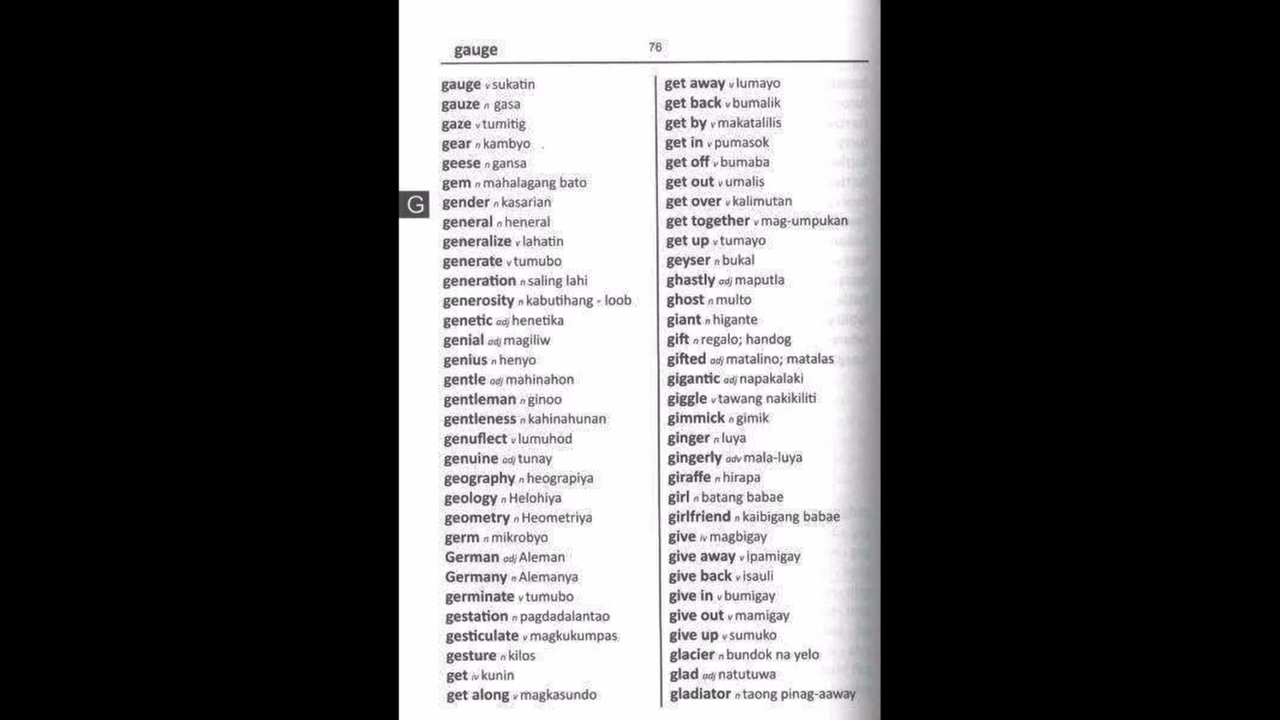 gauge
76
gauge v sukatin
gauze n gasa
gaze v tumitig
gear n kambyo
geese n gansa
gem n mahalagang bato
G
gender n kasarian
general n heneral
generalize v lahatin
generate v tumubo
generation n saling lahi
generosity n kabutihang - loob
genetic adj henetika
genial adj magiliw
genius n henyo
gentle adj mahinahon
gentleman n ginoo
gentleness n kahinahunan
genuflect v lumuhod
genuine adj tunay
geography n heograpiya
geology n Helohiya
geometry n Heometriya
germ n mikrobyo
German adj Aleman
Germany n Alemanya
germinate v tumubo
gestation n pagdadalantao
gesticulate v magkukumpas
gesture n kilos
get iv kunin
get along v magkasundo
get away v lumayo
get back v bumalik
get by v makatalilis
get in v pumasok
get off v bumaba
get out v umalis
get over v kalimutan
get together v mag-umpukan
get up v tumayo
geyser n bukal
ghastly adj maputla
ghost n multo
giant n higante
gift n regalo; handog
gifted adj matalino; matalas
gigantic adj napakalaki
giggle v tawang nakikiliti
gimmick n gimik
ginger n luya
gingerly adv mala-luya
giraffe n hirapa
girl n batang babae
girlfriend n kaibigang babae
give iv magbigay
give away v ipamigay
give back v isauli
give in v bumigay
give out v mamigay
give up v sumuko
glacier n bundok na yelo
glad adj natutuwa
gladiator n taong pinag-aaway